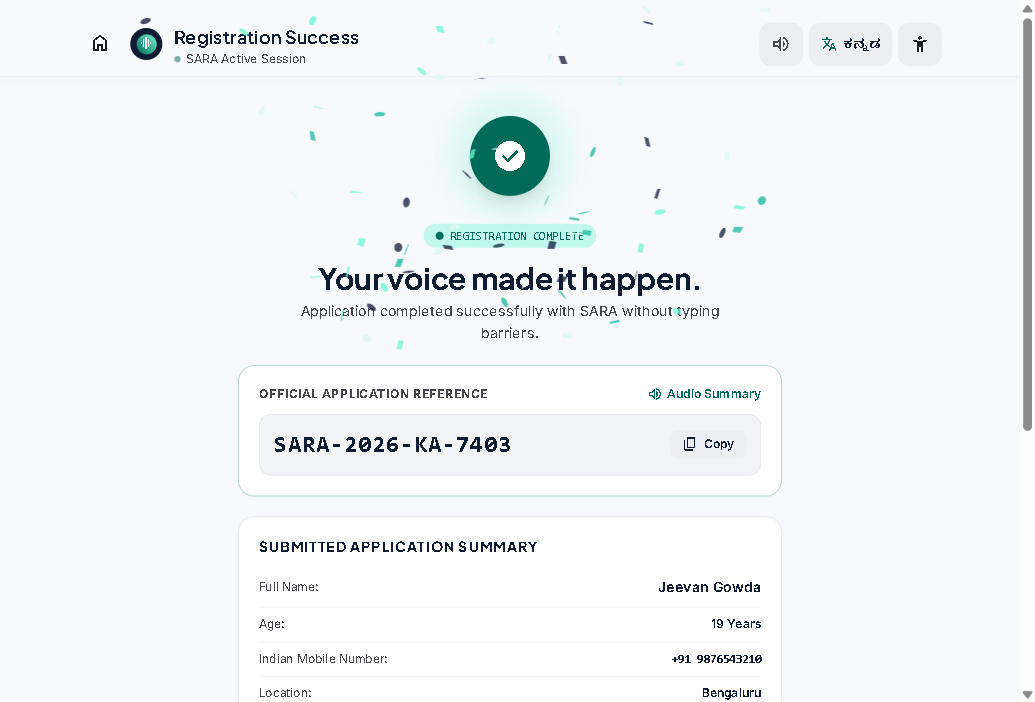 Registration Success
SARA Active Session
ಕನ್ನಡ
REGISTRATION COMPLETE
Your voice made it happen.
Application completed successfully with SARA without typing
barriers.
OFFICIAL APPLICATION REFERENCE
Audio Summary
SARA-2026-KA-7403
Copy
SUBMITTED APPLICATION SUMMARY
Full Name:
Jeevan Gowda
Age:
19 Years
Indian Mobile Number:
+91 9876543210
Location:
Bengaluru